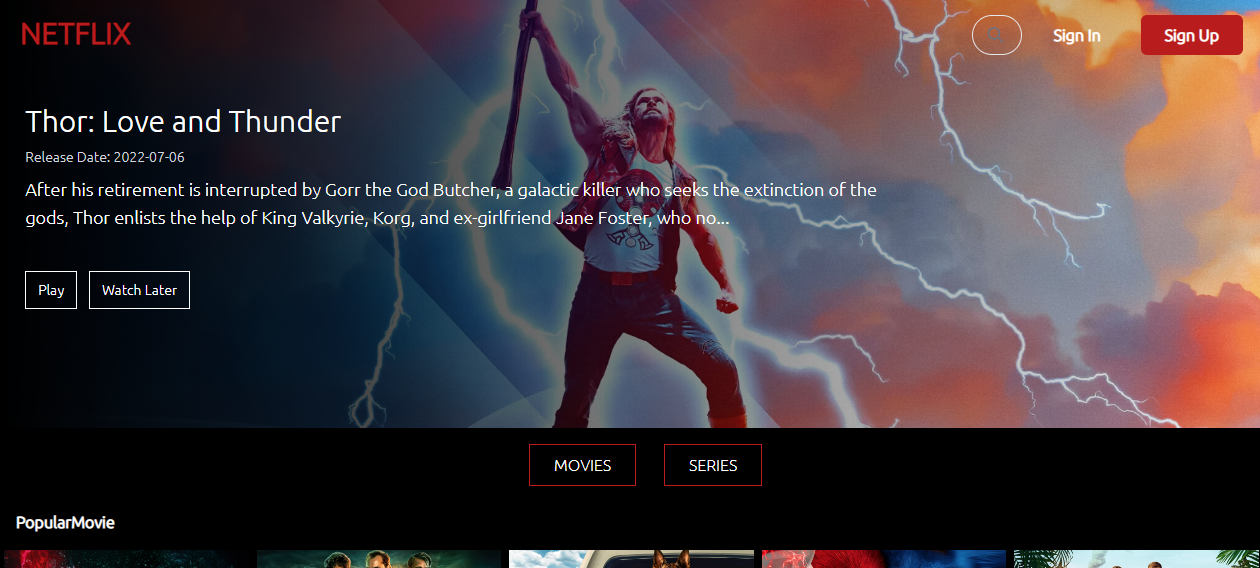 NETFLIX
Sign In
Sign Up
Thor: Love and Thunder
Release Date: 2022-07-06
After his retirement is interrupted by Gorr the God Butcher, a galactic killer who seeks the extinction of the
gods, Thor enlists the help of King Valkyrie, Korg, and ex-girlfriend Jane Foster, who no...
Play
Watch Later
MOVIES
SERIES
PopularMovie